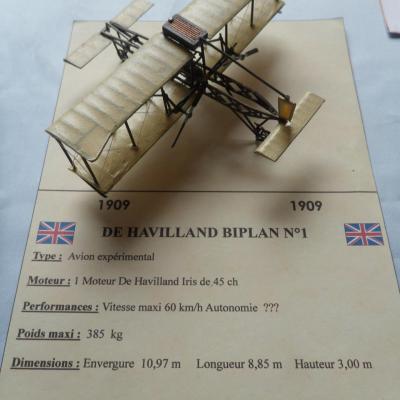 1909 1909
DE HAVILLAND BIPLAN N°1
Type : Avion expérimental
Moteur : 1 Moteur De Havilland Iris de 45 ch
Performances : Vitesse maxi 60 km/h Autonomie ???
Poids maxi : 385 kg
Dimensions : Envergure 10,97 m Longueur 8,85 m Hauteur 3,00 m